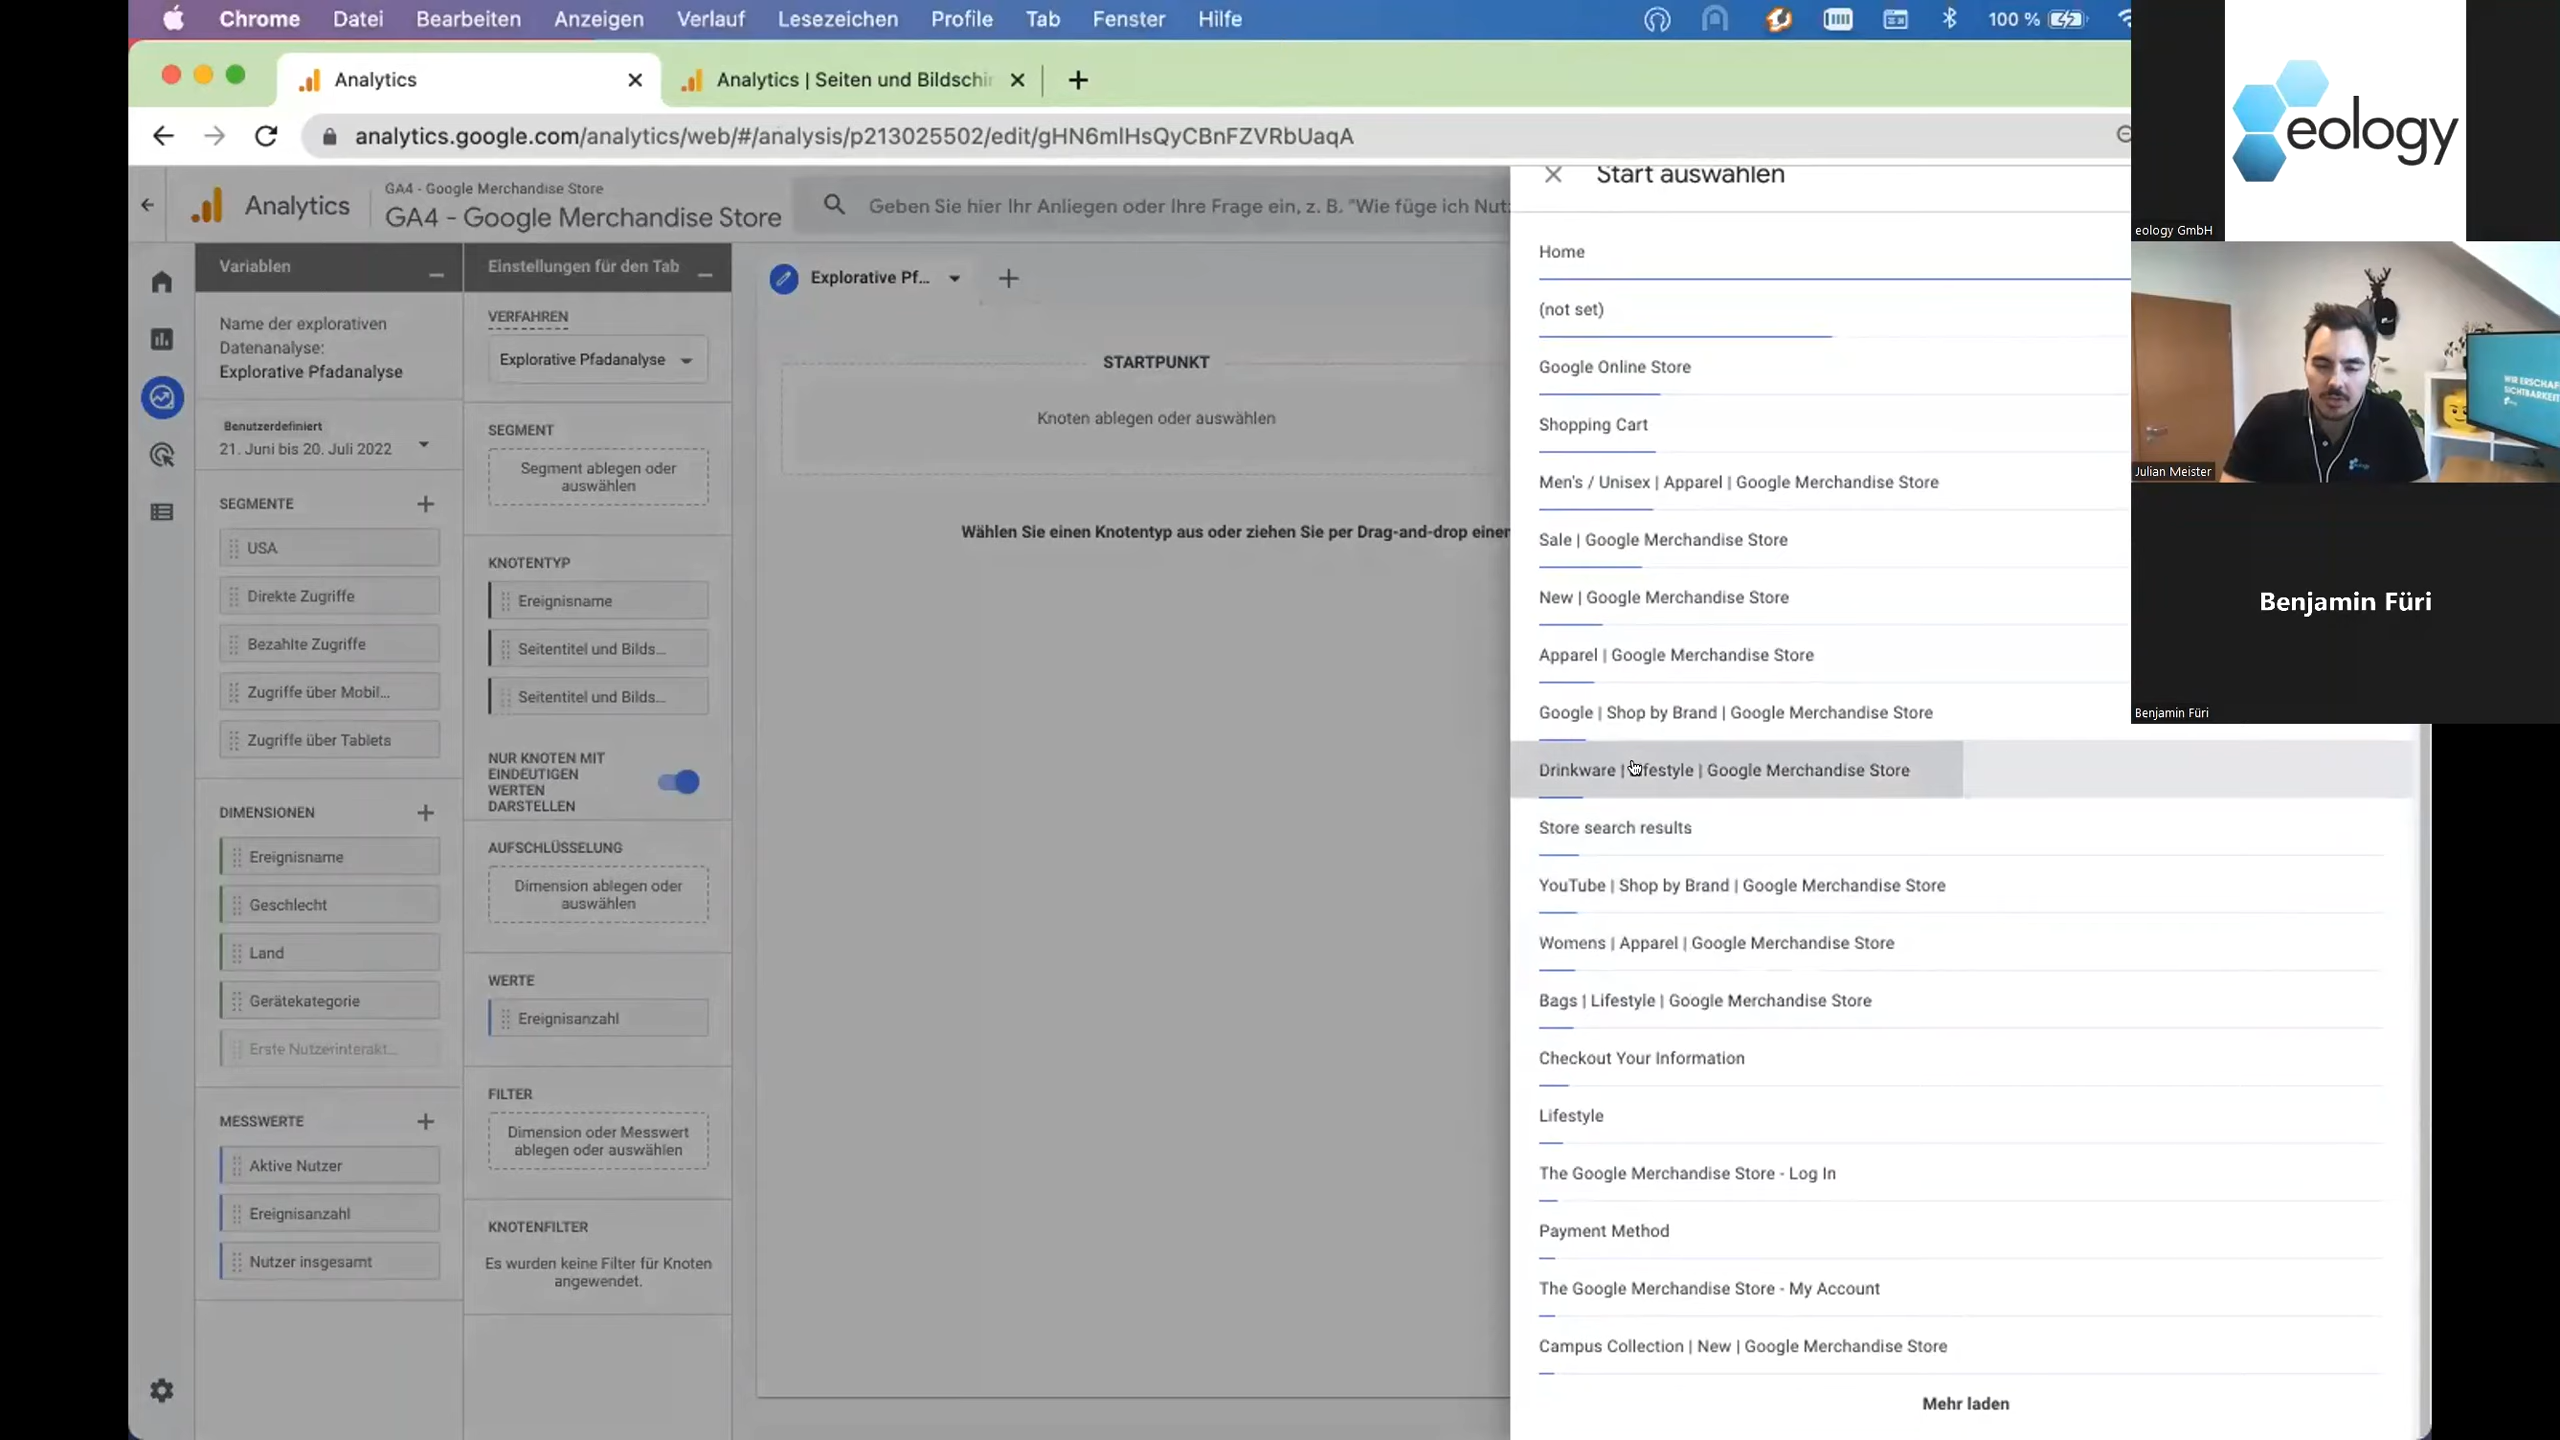 Chrome Datei Bearbeiten Anzeigen Verlauf Lesezeichen Profile Tab Fenster Hilfe 100 %
Analytics
Analytics | Seiten und Bildschir
analytics.google.com/analytics/web/#/analysis/p213025502/edit/gHN6mlHsQyCBnFZVRbUaqA
Analytics
GA4 - Google Merchandise Store
GA4 - Google Merchandise Store
Geben Sie hier Ihr Anliegen oder Ihre Frage ein, z. B. "Wie füge ich Nutz
Variablen
Name der explorativen
Datenanalyse:
Explorative Pfadanalyse
Benutzerdefiniert
21. Juni bis 20. Juli 2022
SEGMENTE
USA
Direkte Zugriffe
Bezahlte Zugriffe
Zugriffe über Mobil...
Zugriffe über Tablets
DIMENSIONEN
Ereignisname
Geschlecht
Land
Gerätekategorie
Erste Nutzerinterakt...
MESSWERTE
Aktive Nutzer
Ereignisanzahl
Nutzer insgesamt
Einstellungen für den Tab
VERFAHREN
Explorative Pfadanalyse
SEGMENT
Segment ablegen oder
auswählen
KNOTENTYP
Ereignisname
Seitentitel und Bilds...
Seitentitel und Bilds...
NUR KNOTEN MIT
EINDEUTIGEN
WERTEN
DARSTELLEN
AUFSCHLÜSSELUNG
Dimension ablegen oder
auswählen
WERTE
Ereignisanzahl
FILTER
Dimension oder Messwert
ablegen oder auswählen
KNOTENFILTER
Es wurden keine Filter für Knoten
angewendet.
Explorative Pf...
STARTPUNKT
Knoten ablegen oder auswählen
Wählen Sie einen Knotentyp aus oder ziehen Sie per Drag-and-drop einen
Start auswählen
Home
(not set)
Google Online Store
Shopping Cart
Men's / Unisex | Apparel | Google Merchandise Store
Sale | Google Merchandise Store
New | Google Merchandise Store
Apparel | Google Merchandise Store
Google | Shop by Brand | Google Merchandise Store
Drinkware | Lifestyle | Google Merchandise Store
Store search results
YouTube | Shop by Brand | Google Merchandise Store
Womens | Apparel | Google Merchandise Store
Bags | Lifestyle | Google Merchandise Store
Checkout Your Information
Lifestyle
The Google Merchandise Store - Log In
Payment Method
The Google Merchandise Store - My Account
Campus Collection | New | Google Merchandise Store
Mehr laden
eology
eology GmbH
WIR ERSCHAF
SICHTBARKEIT
Julian Meister
Benjamin Füri
Benjamin Füri